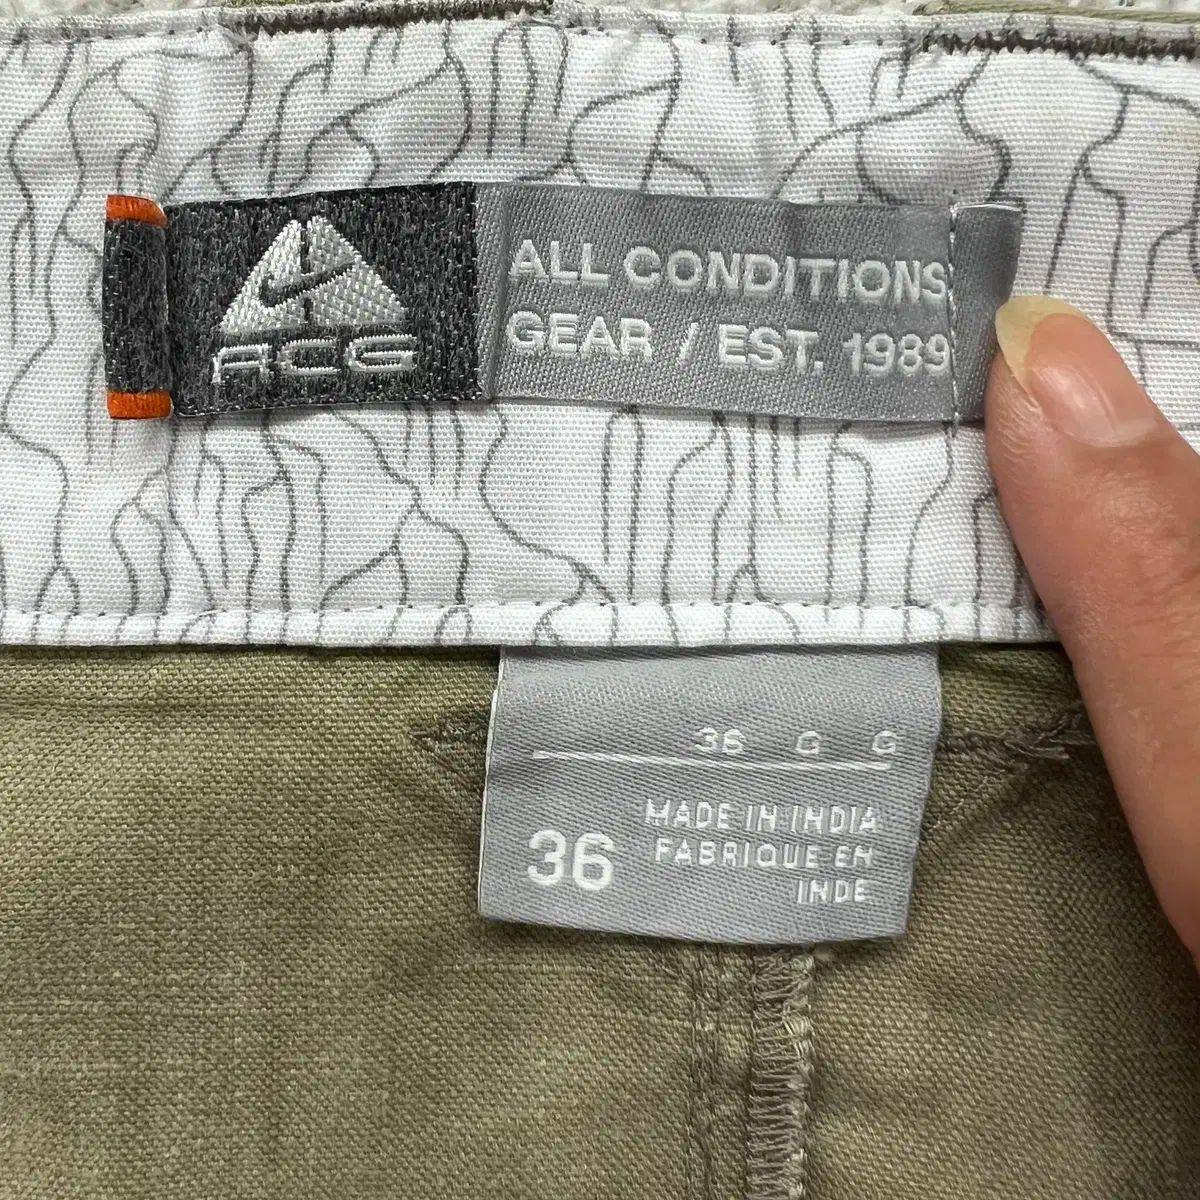 ACG
ALL CONDITIONS
GEAR / EST. 1989
36 G G
36
MADE IN INDIA
FABRIQUE EN
INDE